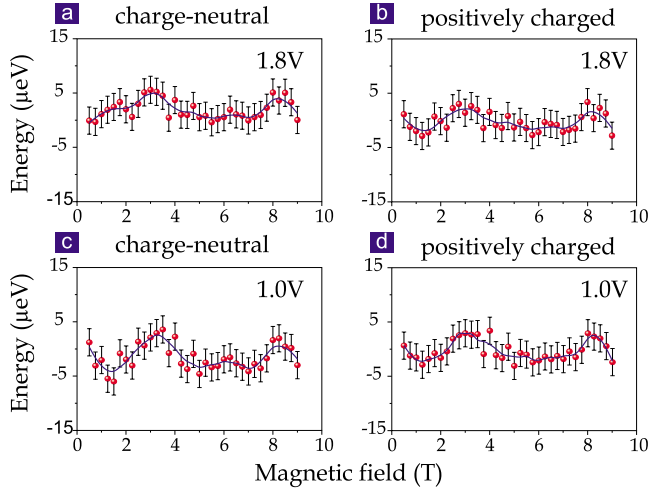 a charge-neutral
b positively charged
1.8V
1.8V
Energy (µeV)
15
5
-5
-15
0 2 4 6 8 10
15
5
-5
-15
0 2 4 6 8 10
c charge-neutral
d positively charged
1.0V
1.0V
Energy (µeV)
15
5
-5
-15
0 2 4 6 8 10
15
5
-5
-15
0 2 4 6 8 10
Magnetic field (T)